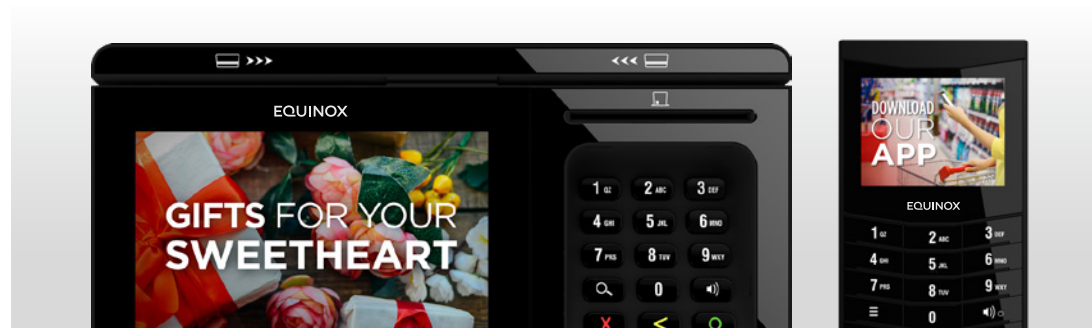 EQUINOX
GIFTS FOR YOUR
SWEETHEART
1 QZ 2 ABC 3 DEF
4 GHI 5 JKL 6 MNO
7 PRS 8 TUV 9 WXY
0
X < O
DOWNLOAD
OUR
APP
EQUINOX
1 QZ 2 ABC 3 DEF
4 GHI 5 JKL 6 MNO
7 PRS 8 TUV 9 WXY
0